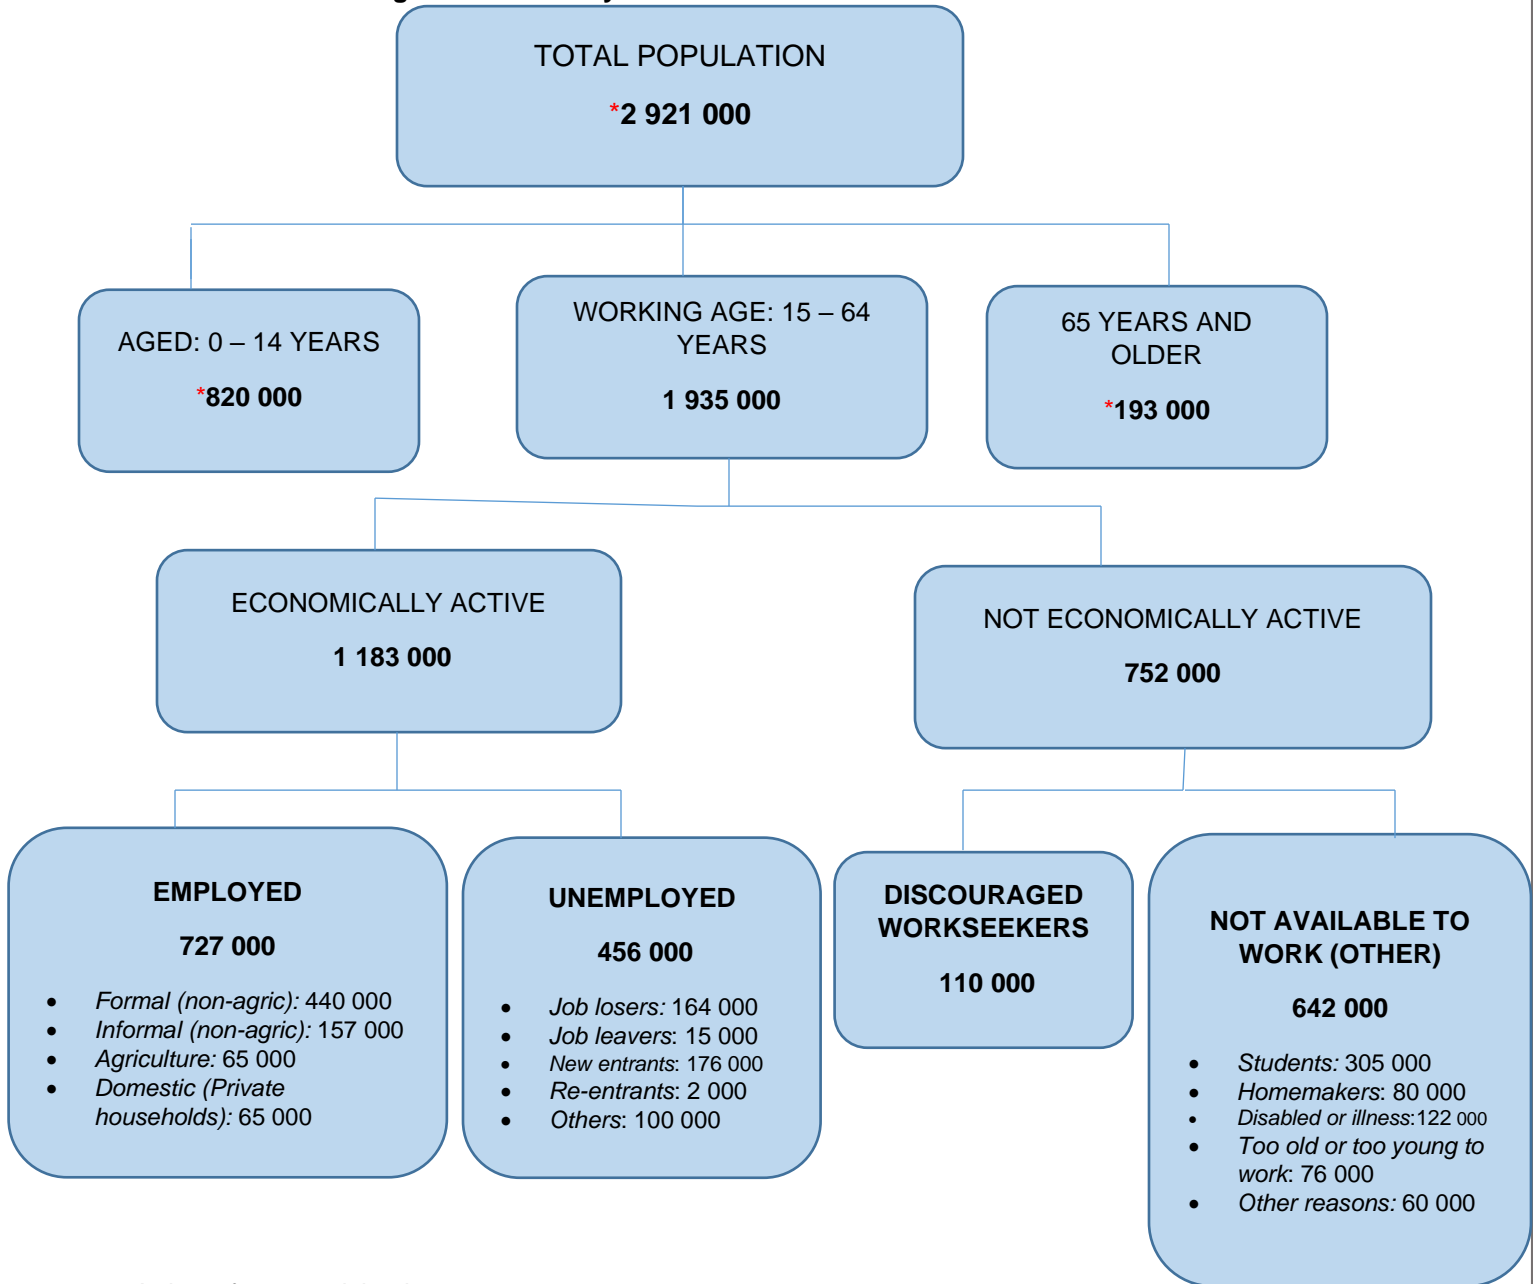 TOTAL POPULATION
*2 921 000
AGED: 0 – 14 YEARS
*820 000
WORKING AGE: 15 – 64
YEARS
1 935 000
65 YEARS AND
OLDER
*193 000
ECONOMICALLY ACTIVE
1 183 000
NOT ECONOMICALLY ACTIVE
752 000
EMPLOYED
727 000
• Formal (non-agric): 440 000
• Informal (non-agric): 157 000
• Agriculture: 65 000
• Domestic (Private
households): 65 000
UNEMPLOYED
456 000
• Job losers: 164 000
• Job leavers: 15 000
• New entrants: 176 000
• Re-entrants: 2 000
• Others: 100 000
DISCOURAGED
WORKSEEKERS
110 000
NOT AVAILABLE TO
WORK (OTHER)
642 000
• Students: 305 000
• Homemakers: 80 000
• Disabled or illness:122 000
• Too old or too young to
work: 76 000
• Other reasons: 60 000